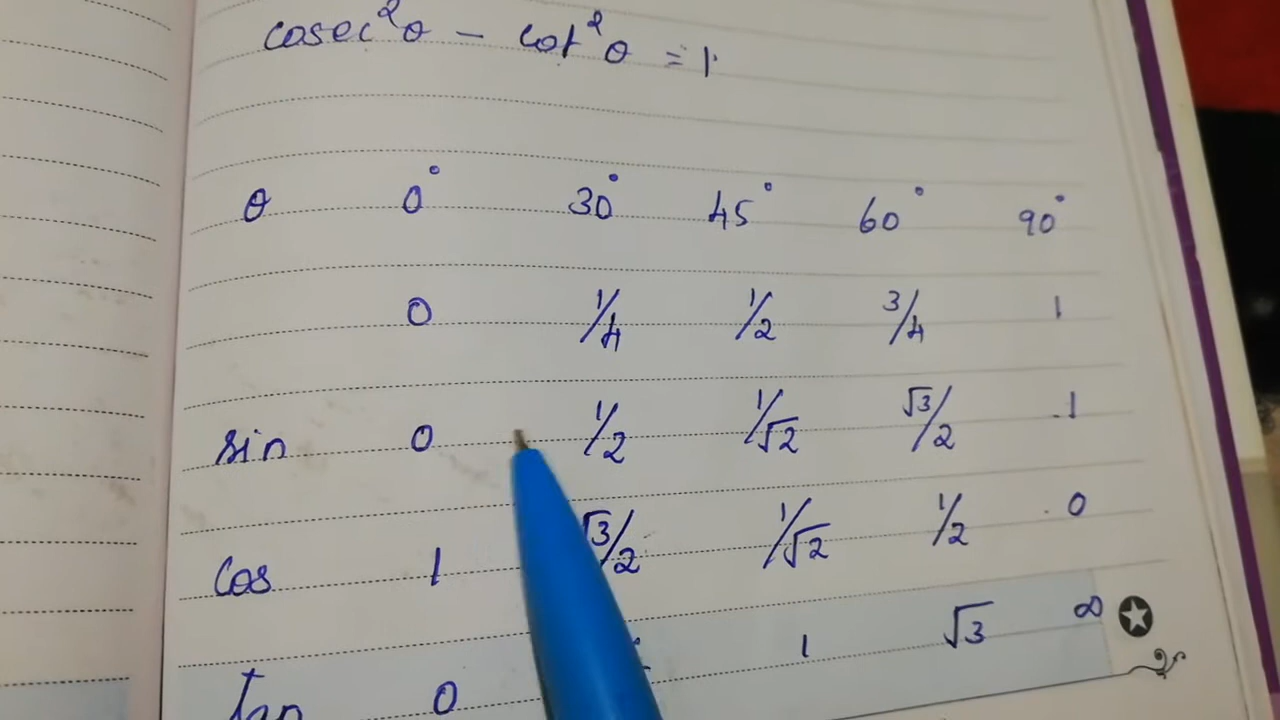 cosec²θ - cot²θ = 1.
θ 0° 30° 45° 60° 90°
0 1/4 1/2 3/4 1
sin 0 1/2 1/√2 √3/2 1
cos 1 √3/2 1/√2 1/2 0
tan 0 1 √3 ∞